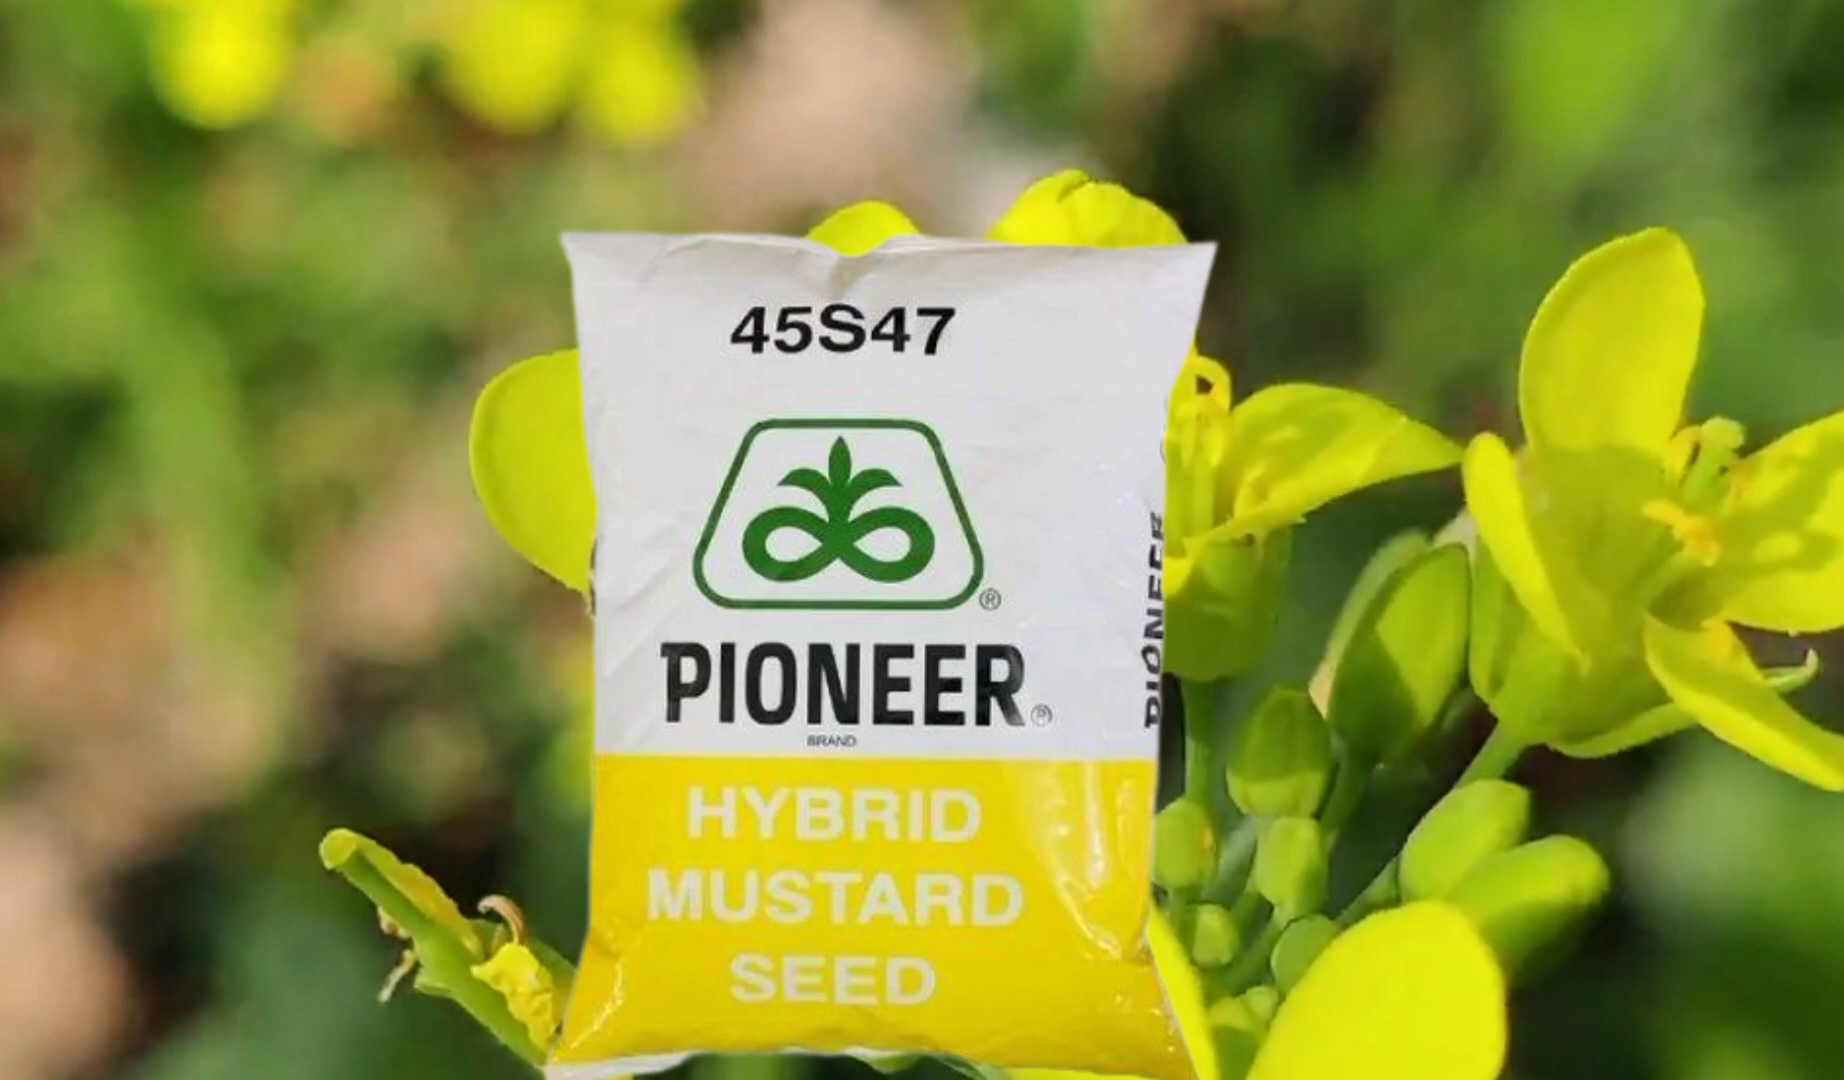 45S47
®
PIONEER®
BRAND
HYBRID
MUSTARD
SEED
PIONEER